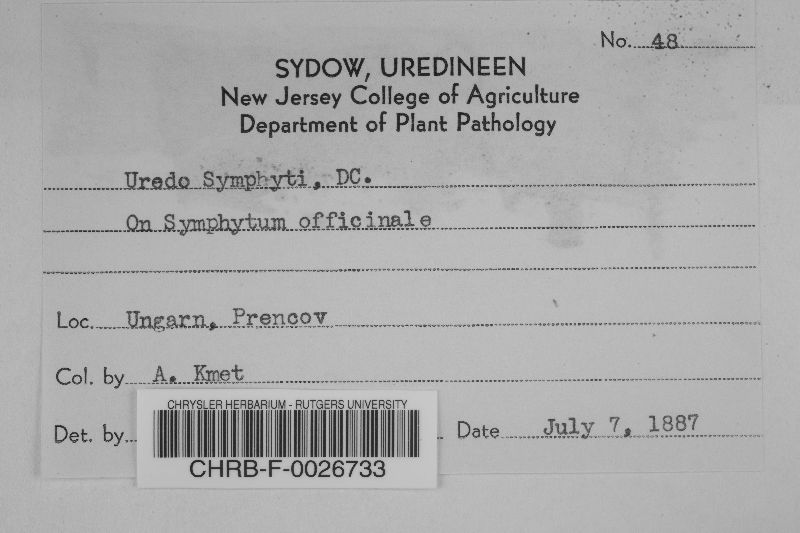 No. 48
SYDOW, UREDINEEN
New Jersey College of Agriculture
Department of Plant Pathology
Uredo Symphyti, DC.
On Symphytum officinale
Loc. Ungarn, Prencov
Col. by A. Kmet
Det. by
Date July 7, 1887
CHRYSLER HERBARIUM - RUTGERS UNIVERSITY
CHRB-F-0026733